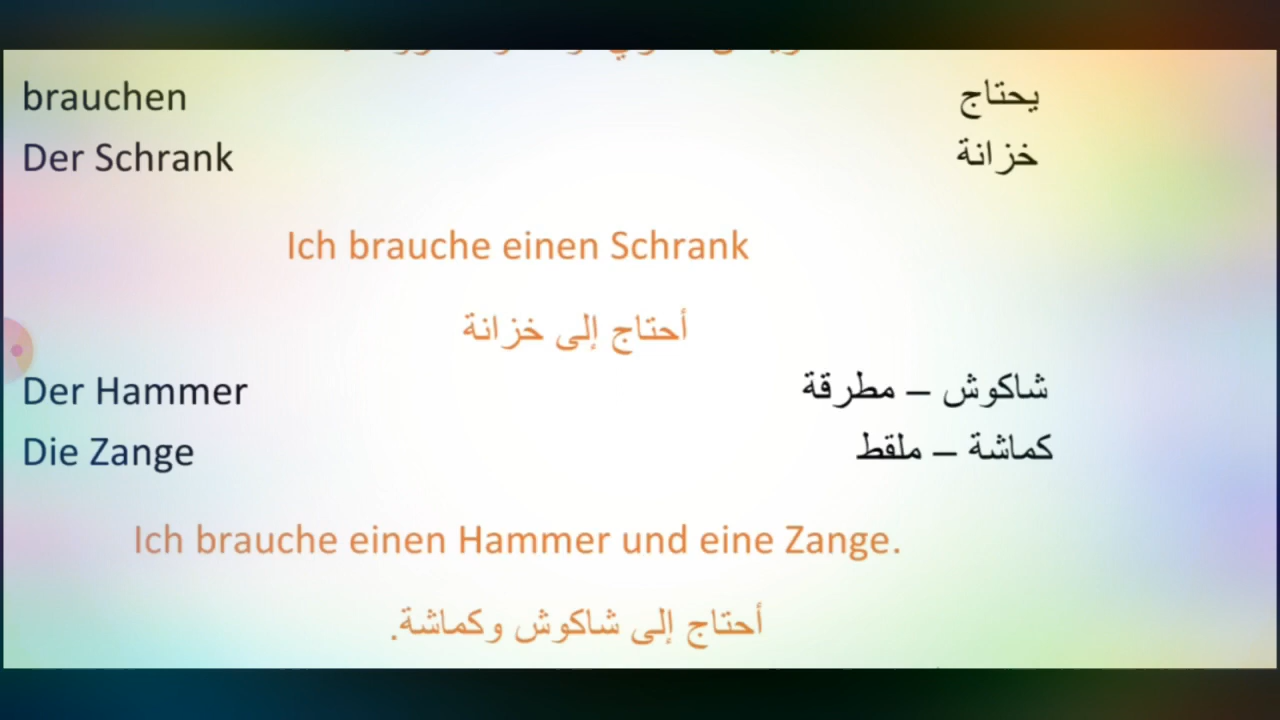 brauchen يحتاج
Der Schrank خزانة
Ich brauche einen Schrank
أحتاج إلى خزانة
Der Hammer شاكوش – مطرقة
Die Zange كماشة – ملقط
Ich brauche einen Hammer und eine Zange.
أحتاج إلى شاكوش وكماشة.